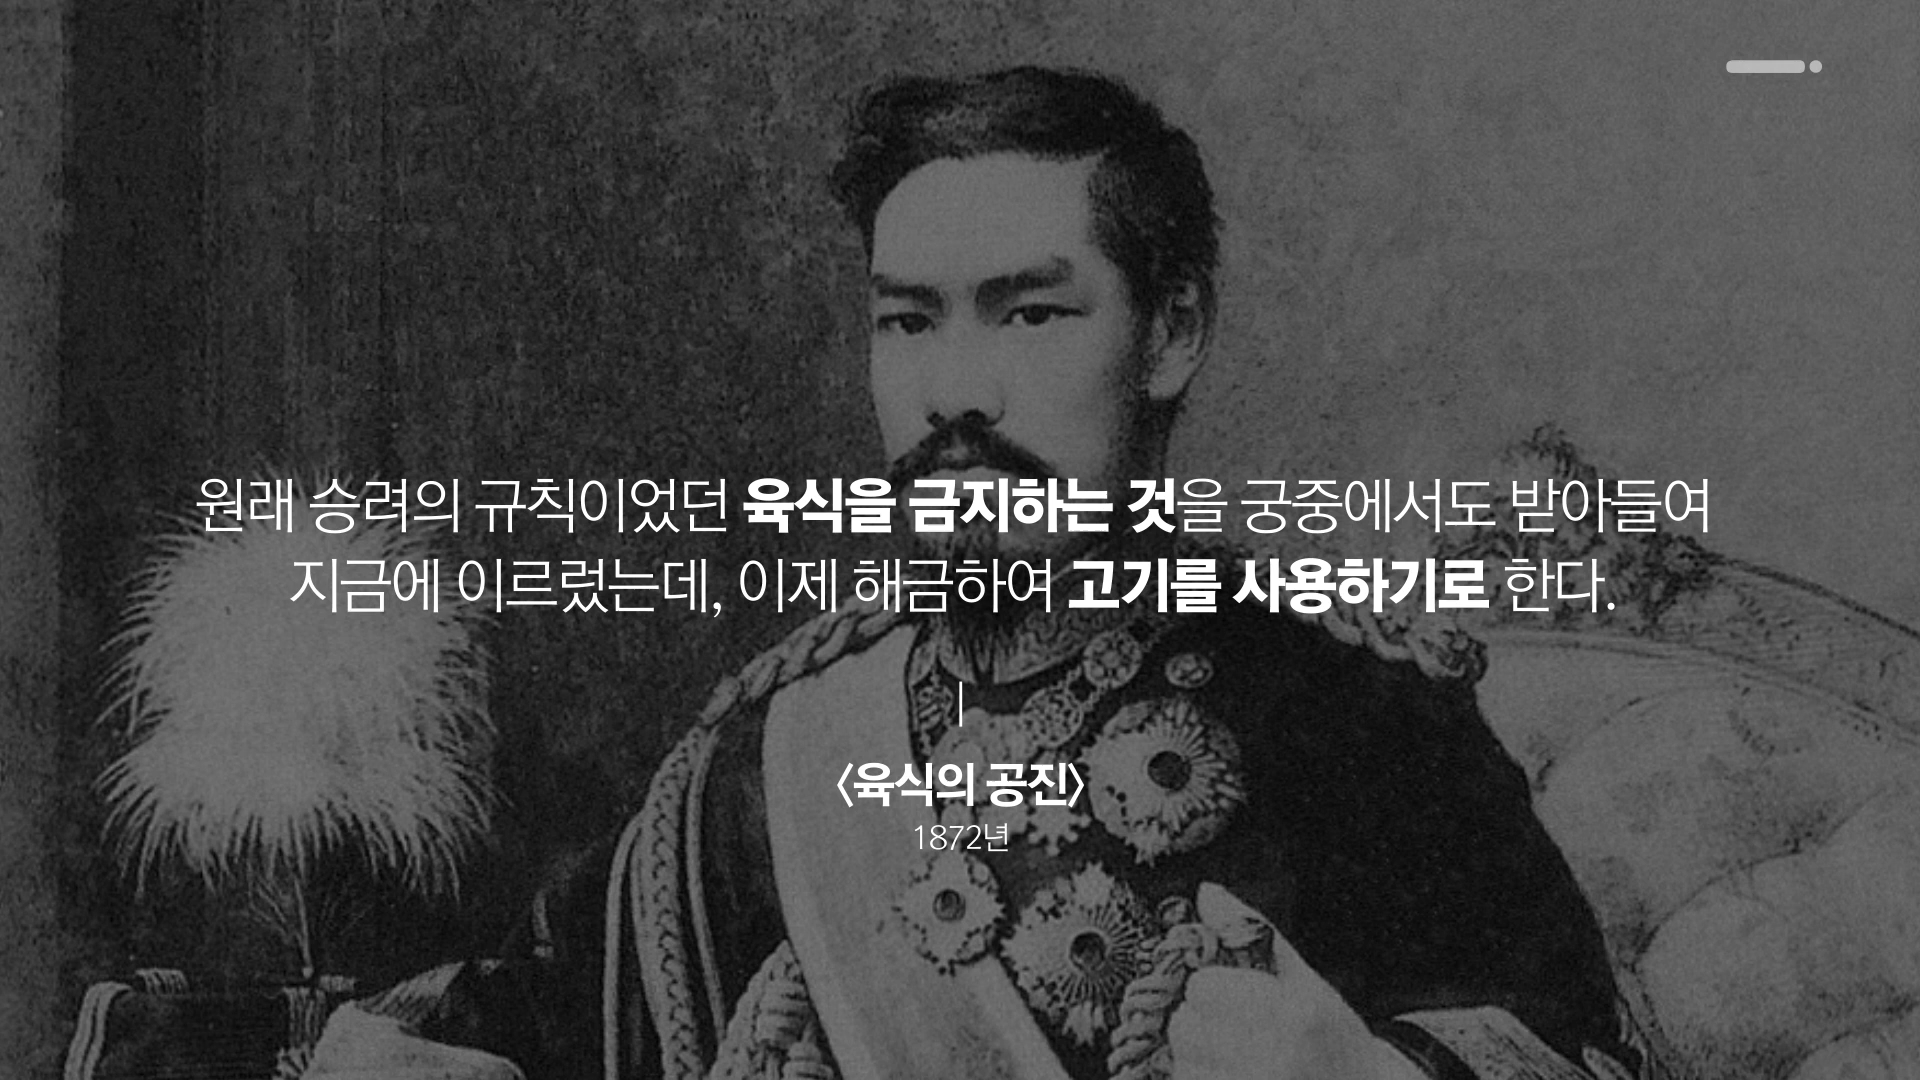 원래 승려의 규칙이었던 육식을 금지하는 것을 궁중에서도 받아들여
지금에 이르렀는데, 이제 해금하여 고기를 사용하기로 한다.
〈육식의 공진〉
1872년